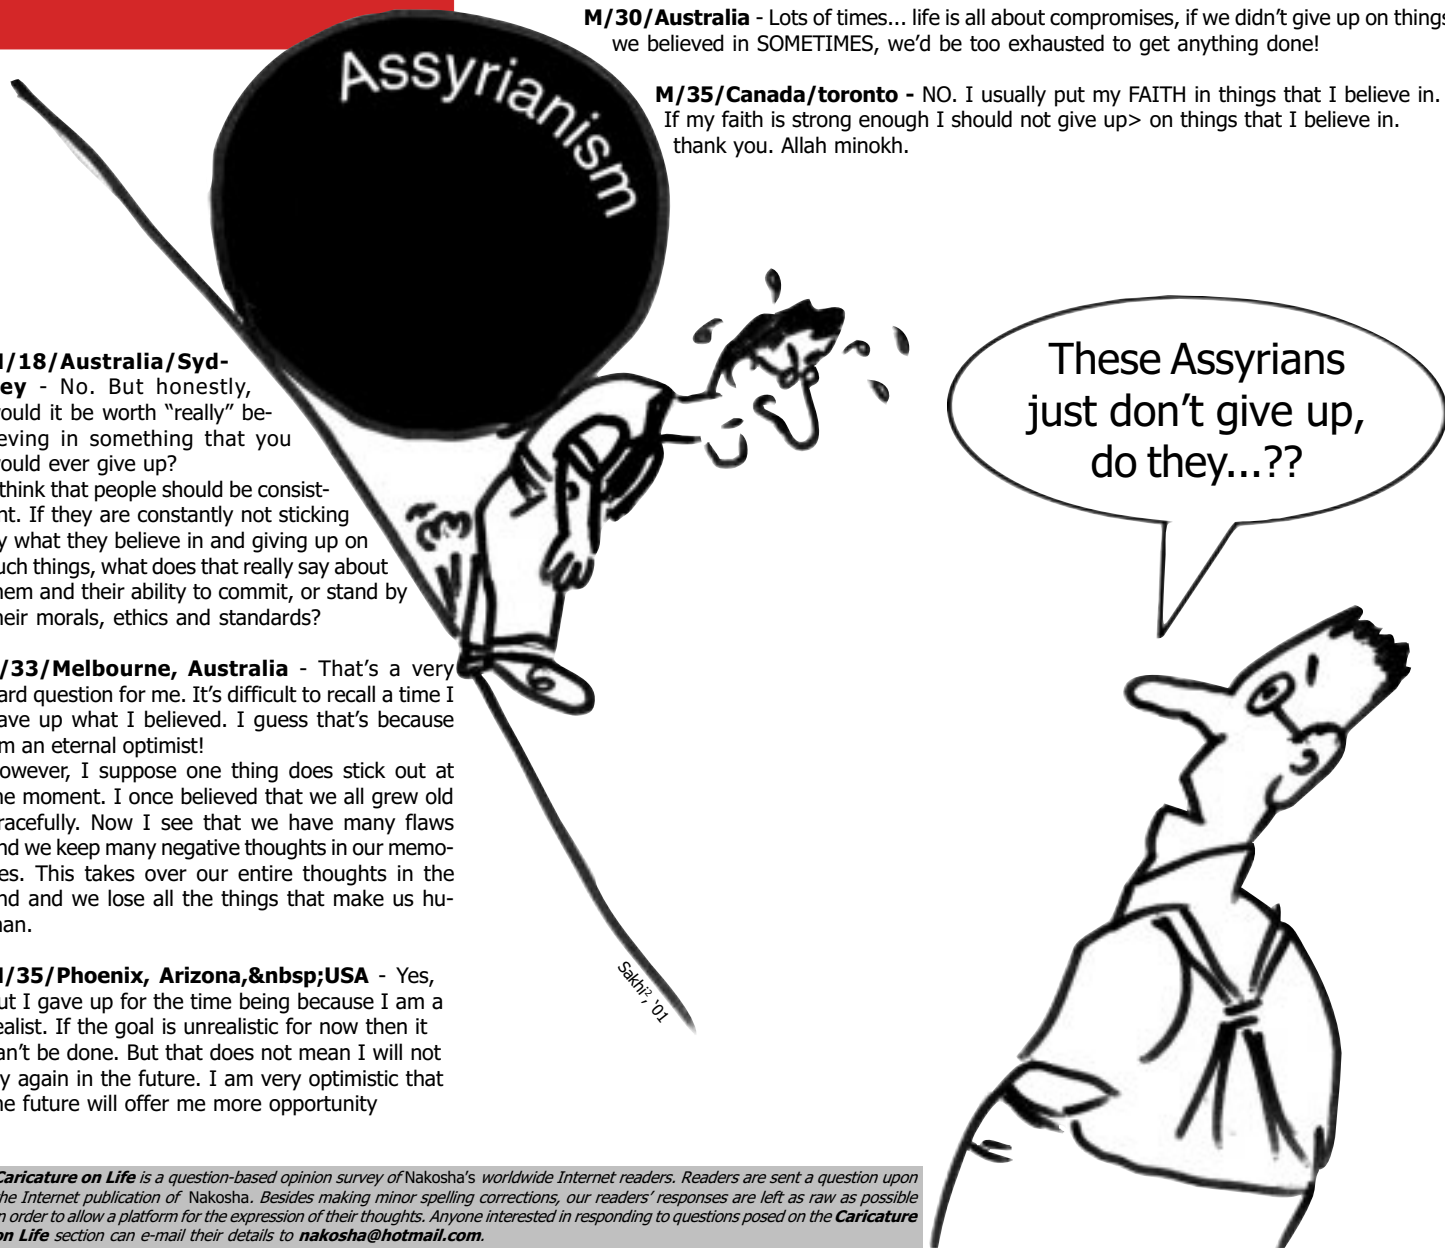 Assyrianism
M/30/Australia - Lots of times... life is all about compromises, if we didn’t give up on things
we believed in SOMETIMES, we’d be too exhausted to get anything done!
M/35/Canada/toronto - NO. I usually put my FAITH in things that I believe in.
If my faith is strong enough I should not give up> on things that I believe in.
thank you. Allah minokh.
/18/Australia/Syd-
ey - No. But honestly,
ould it be worth “really” be-
eving in something that you
ould ever give up?
think that people should be consist-
nt. If they are constantly not sticking
y what they believe in and giving up on
uch things, what does that really say about
hem and their ability to commit, or stand by
heir morals, ethics and standards?
/33/Melbourne, Australia - That’s a very
ard question for me. It’s difficult to recall a time I
ave up what I believed. I guess that’s because
m an eternal optimist!
owever, I suppose one thing does stick out at
he moment. I once believed that we all grew old
racefully. Now I see that we have many flaws
nd we keep many negative thoughts in our memo-
es. This takes over our entire thoughts in the
nd and we lose all the things that make us hu-
man.
/35/Phoenix, Arizona,&nbsp;USA - Yes,
ut I gave up for the time being because I am a
ealist. If the goal is unrealistic for now then it
an’t be done. But that does not mean I will not
y again in the future. I am very optimistic that
he future will offer me more opportunity
These Assyrians
just don’t give up,
do they...??
Sakhi², ‘01
Caricature on Life is a question-based opinion survey of Nakosha’s worldwide Internet readers. Readers are sent a question upon
the Internet publication of Nakosha. Besides making minor spelling corrections, our readers’ responses are left as raw as possible
in order to allow a platform for the expression of their thoughts. Anyone interested in responding to questions posed on the Caricature
on Life section can e-mail their details to nakosha@hotmail.com.